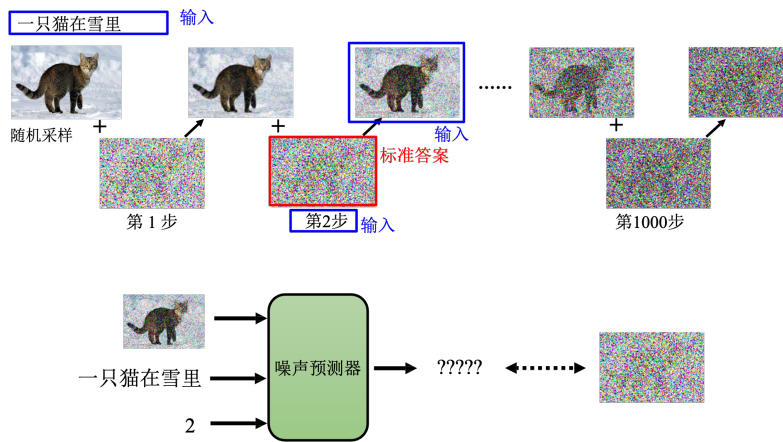 一只猫在雪里
输入
随机采样
+
+
......
+
输入
标准答案
第 1 步
第2步
输入
第1000步
一只猫在雪里
2
噪声预测器
?????